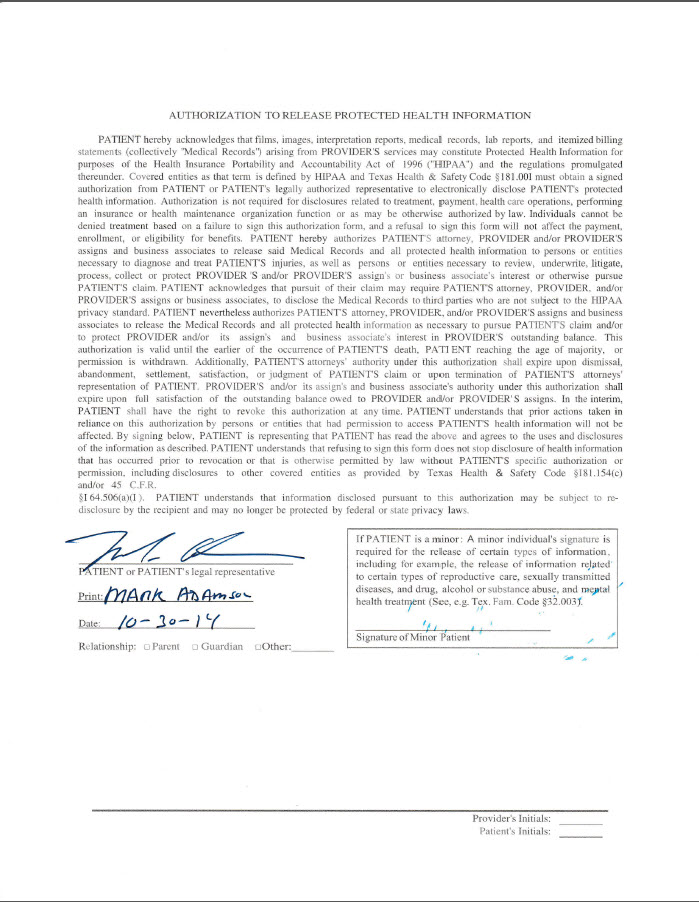 AUTHORIZATION TO RELEASE PROTECTED HEALTH INFORMATION
PATIENT hereby acknowledges that films, images, interpretation reports, medical records, lab reports, and itemized billing
statements (collectively "Medical Records") arising from PROVIDER'S services may constitute Protected Health Information for
purposes of the Health Insurance Portability and Accountability Act of 1996 ("HIPAA") and the regulations promulgated
thereunder. Covered entities as that term is defined by HIPAA and Texas Health & Safety Code §181.001 must obtain a signed
authorization from PATIENT or PATIENT's legally authorized representative to electronically disclose PATIENT's protected
health information. Authorization is not required for disclosures related to treatment, payment, health care operations, performing
an insurance or health maintenance organization function or as may be otherwise authorized by law. Individuals cannot be
denied treatment based on a failure to sign this authorization form, and a refusal to sign this form will not affect the payment,
enrollment, or eligibility for benefits. PATIENT hereby authorizes PATIENT'S attorney, PROVIDER and/or PROVIDER'S
assigns and business associates to release said Medical Records and all protected health information to persons or entities
necessary to diagnose and treat PATIENT'S injuries, as well as persons or entities necessary to review, underwrite, litigate,
process, collect or protect PROVIDER 'S and/or PROVIDER'S assign's or business associate's interest or otherwise pursue
PATIENT'S claim. PATIENT acknowledges that pursuit of their claim may require PATIENT'S attorney, PROVIDER, and/or
PROVIDER'S assigns or business associates, to disclose the Medical Records to third parties who are not subject to the HIPAA
privacy standard. PATIENT nevertheless authorizes PATIENT'S attorney, PROVIDER, and/or PROVIDER'S assigns and business
associates to release the Medical Records and all protected health information as necessary to pursue PATIENT'S claim and/or
to protect PROVIDER and/or its assign's and business associate's interest in PROVIDER'S outstanding balance. This
authorization is valid until the earlier of the occurrence of PATIENT'S death, PATI ENT reaching the age of majority, or
permission is withdrawn. Additionally, PATIENT'S attorneys' authority under this authorization shall expire upon dismissal,
abandonment, settlement, satisfaction, or judgment of PATIENT'S claim or upon termination of PATIENT'S attorneys'
representation of PATIENT. PROVIDER'S and/or its assign's and business associate's authority under this authorization shall
expire upon full satisfaction of the outstanding balance owed to PROVIDER and/or PROVIDER'S assigns. In the interim,
PATIENT shall have the right to revoke this authorization at any time. PATIENT understands that prior actions taken in
reliance on this authorization by persons or entities that had permission to access PATIENT'S health information will not be
affected. By signing below, PATIENT is representing that PATIENT has read the above and agrees to the uses and disclosures
of the information as described. PATIENT understands that refusing to sign this form does not stop disclosure of health information
that has occurred prior to revocation or that is otherwise permitted by law without PATIENT'S specific authorization or
permission, including disclosures to other covered entities as provided by Texas Health & Safety Code §181.154(c)
and/or 45 C.F.R.
§I 64.506(a)(I ). PATIENT understands that information disclosed pursuant to this authorization may be subject to re-
disclosure by the recipient and may no longer be protected by federal or state privacy laws.
PATIENT or PATIENT's legal representative
Print: MARK ADAMSON
Date: 10-30-14
Relationship: □ Parent □ Guardian □Other:
If PATIENT is a minor: A minor individual's signature is
required for the release of certain types of information,
including for example, the release of information related
to certain types of reproductive care, sexually transmitted
diseases, and drug, alcohol or substance abuse, and mental
health treatment (See, e.g. Tex. Fam. Code §32.003).
Signature of Minor Patient
Provider's Initials:
Patient's Initials: